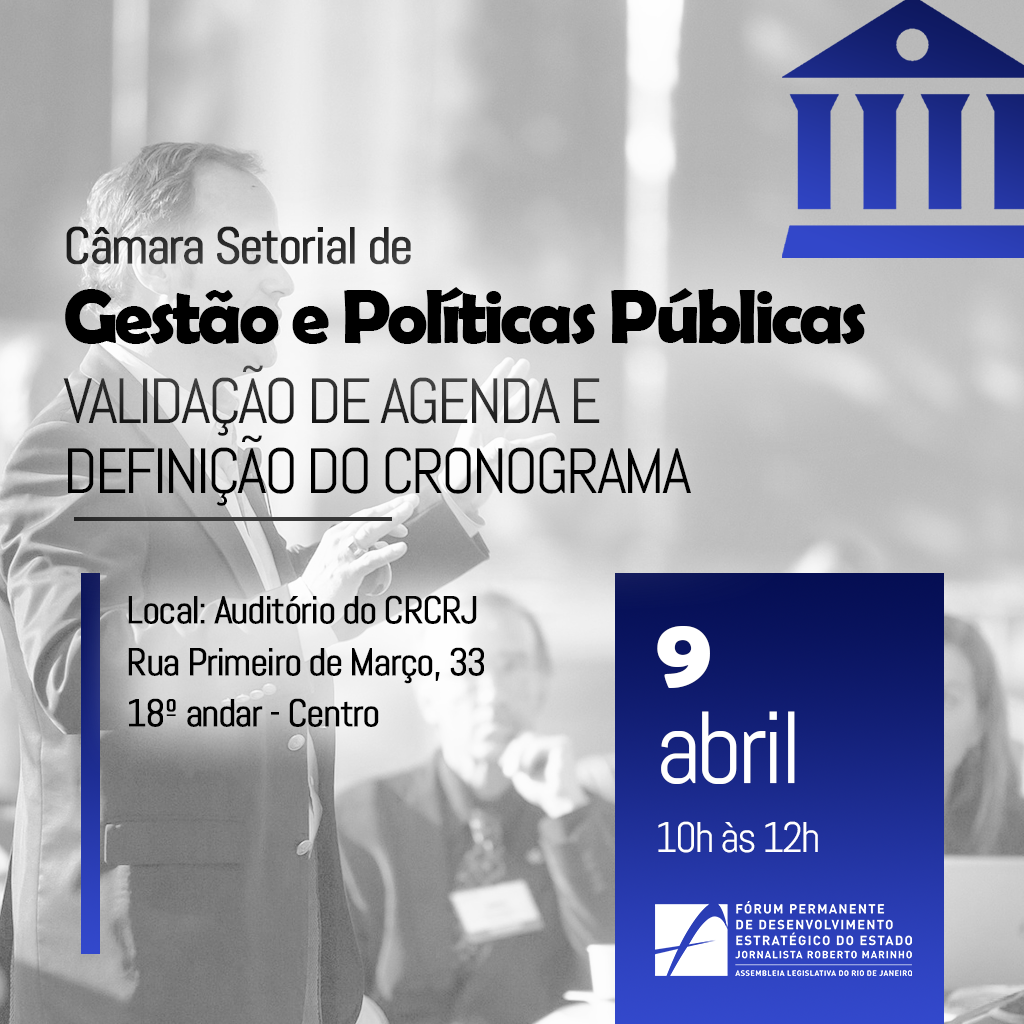 Câmara Setorial de
Gestão e Políticas Públicas
VALIDAÇÃO DE AGENDA E
DEFINIÇÃO DO CRONOGRAMA
Local: Auditório do CRCRJ
Rua Primeiro de Março, 33
18º andar - Centro
9
abril
10h às 12h
FÓRUM PERMANENTE
DE DESENVOLVIMENTO
ESTRATÉGICO DO ESTADO
JORNALISTA ROBERTO MARINHO
ASSEMBLEIA LEGISLATIVA DO RIO DE JANEIRO